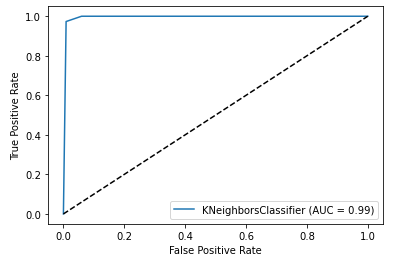 1.0
0.8
0.6
0.4
0.2
0.0
True Positive Rate
KNeighborsClassifier (AUC = 0.99)
0.0 0.2 0.4 0.6 0.8 1.0
False Positive Rate